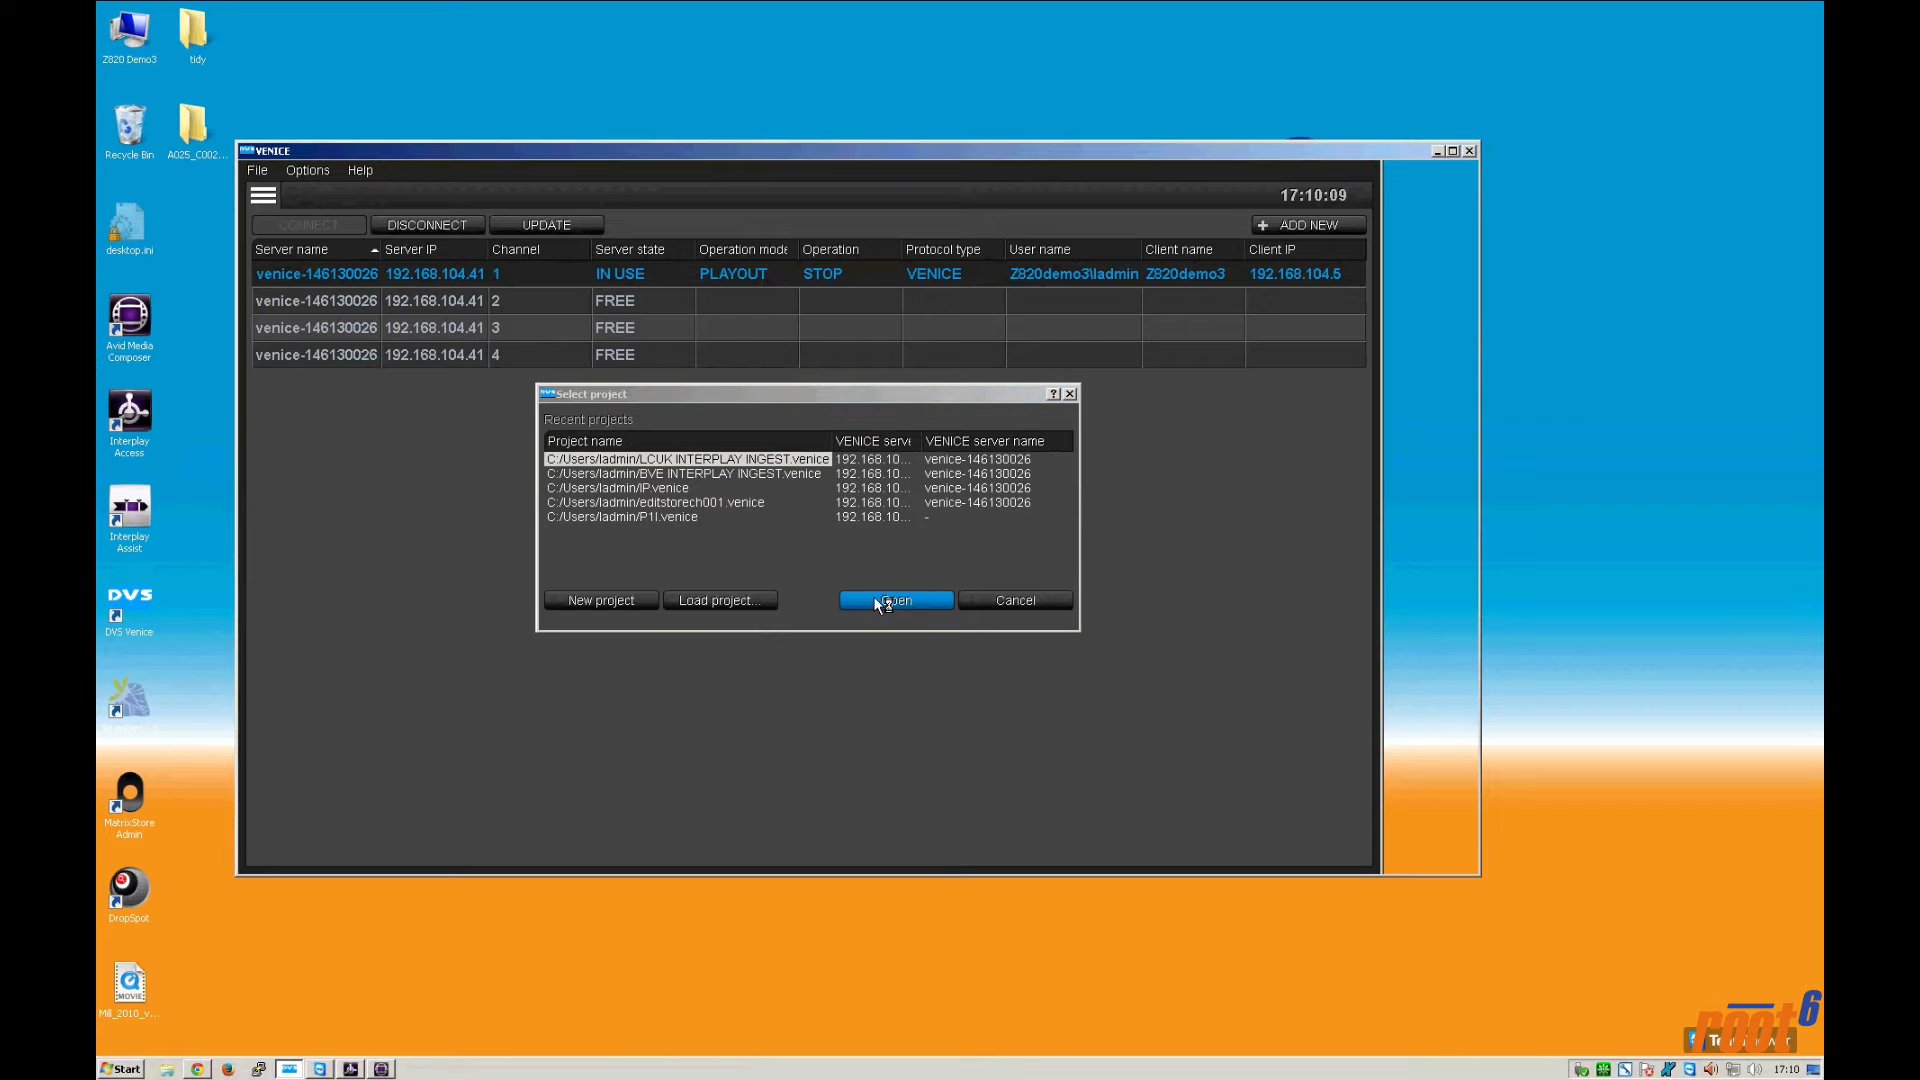 Z820 Demo3
tidy
Recycle Bin
A025_C002...
desktop.ini
Avid Media
Composer
Interplay
Access
Interplay
Assist
DVS
DVS Venice
MatrixStore
Admin
DropSpot
MOVIE
Mill_2010_v...
DVS VENICE
File Options Help
17:10:09
CONNECT DISCONNECT UPDATE + ADD NEW
Server name Server IP Channel Server state Operation mode Operation Protocol type User name Client name Client IP
venice-146130026 192.168.104.41 1 IN USE PLAYOUT STOP VENICE Z820demo3\ladmin Z820demo3 192.168.104.5
venice-146130026 192.168.104.41 2 FREE
venice-146130026 192.168.104.41 3 FREE
venice-146130026 192.168.104.41 4 FREE
DVS Select project
Recent projects
Project name VENICE serve VENICE server name
C:/Users/ladmin/LCUK INTERPLAY INGEST.venice 192.168.10... venice-146130026
C:/Users/ladmin/BVE INTERPLAY INGEST.venice 192.168.10... venice-146130026
C:/Users/ladmin/IP.venice 192.168.10... venice-146130026
C:/Users/ladmin/editstorech001.venice 192.168.10... venice-146130026
C:/Users/ladmin/P1I.venice 192.168.10... -
New project Load project... Open Cancel
root6
Start
17:10